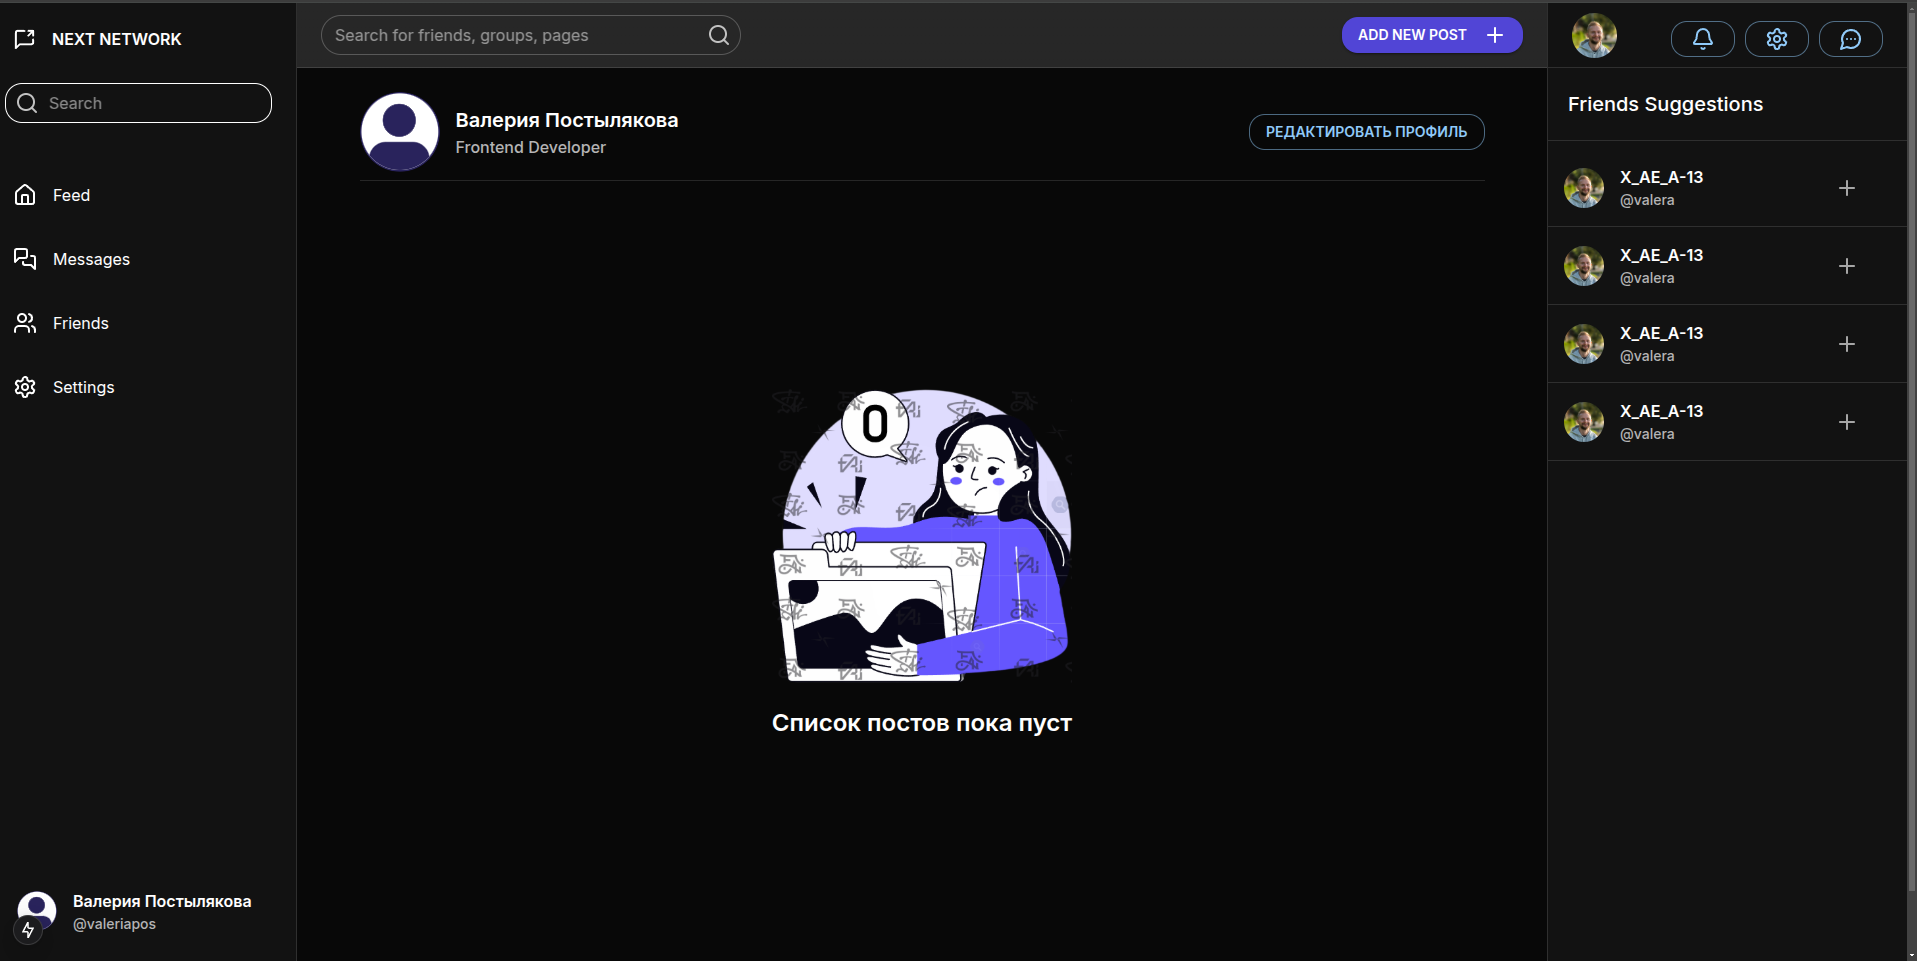 NEXT NETWORK
Search
Feed
Messages
Friends
Settings
Валерия Постылякова
@valeriapos
Search for friends, groups, pages
ADD NEW POST
Валерия Постылякова
Frontend Developer
РЕДАКТИРОВАТЬ ПРОФИЛЬ
0
Список постов пока пуст
Friends Suggestions
X_AE_A-13
@valera
X_AE_A-13
@valera
X_AE_A-13
@valera
X_AE_A-13
@valera